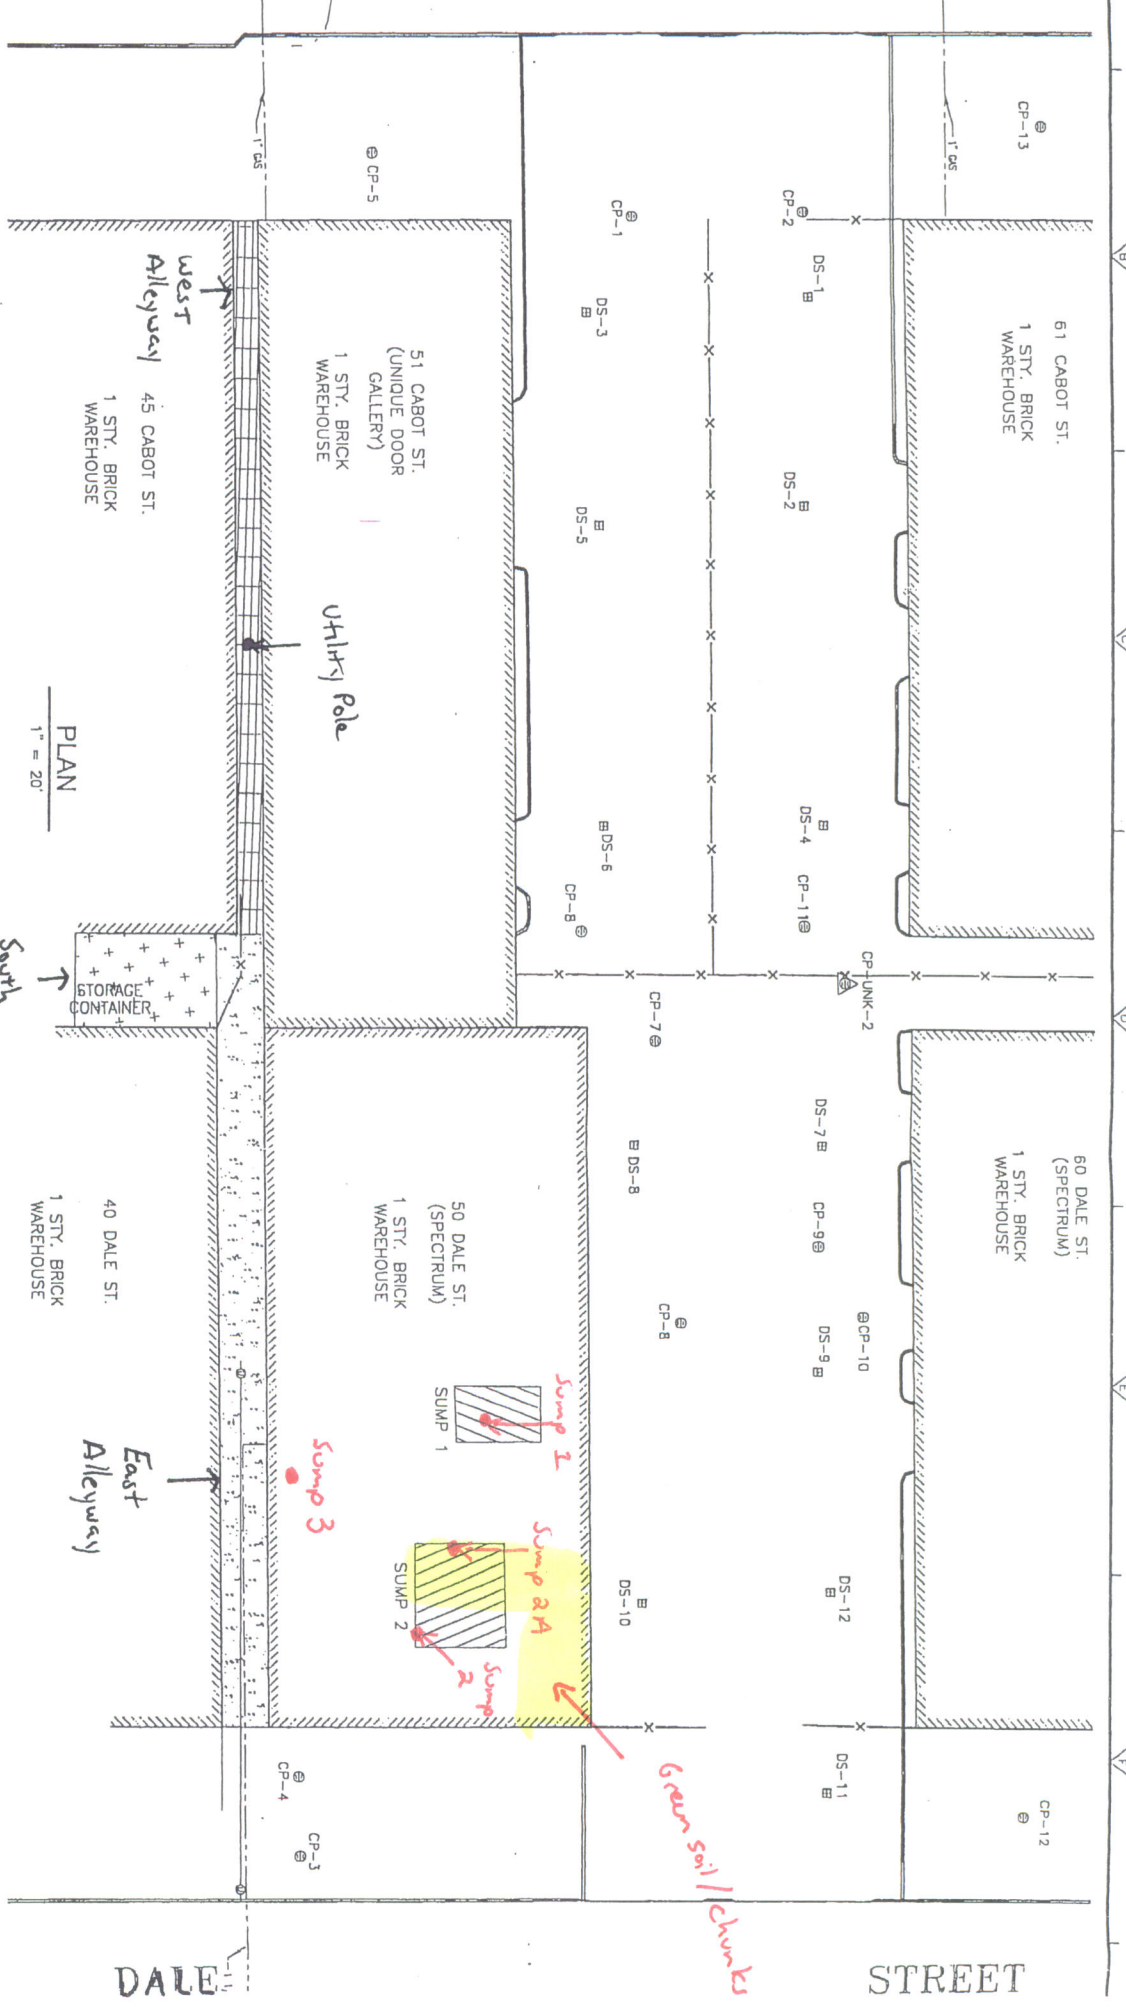 1" GAS
1" GAS
CP-13
CP-5
CP-1
CP-2
DS-1
DS-3
61 CABOT ST.
1 STY. BRICK
WAREHOUSE
51 CABOT ST.
(UNIQUE DOOR
GALLERY)
1 STY. BRICK
WAREHOUSE
West
Alleyway
45 CABOT ST.
1 STY. BRICK
WAREHOUSE
DS-2
DS-5
Utility Pole
PLAN
1" = 20'
DS-4
DS-6
CP-11
CP-8
CP-UNK-2
CP-7
South
STORAGE
CONTAINER
DS-7
DS-8
CP-9
60 DALE ST.
(SPECTRUM)
1 STY. BRICK
WAREHOUSE
50 DALE ST.
(SPECTRUM)
1 STY. BRICK
WAREHOUSE
40 DALE ST.
1 STY. BRICK
WAREHOUSE
CP-8
CP-10
DS-9
Sump 1
SUMP 1
Sump 3
East
Alleyway
Sump 2A
SUMP 2
Sump
2
DS-10
DS-12
Green soil / chunks
DS-11
CP-12
CP-4
CP-3
DALE
STREET
B
C
D
E
F